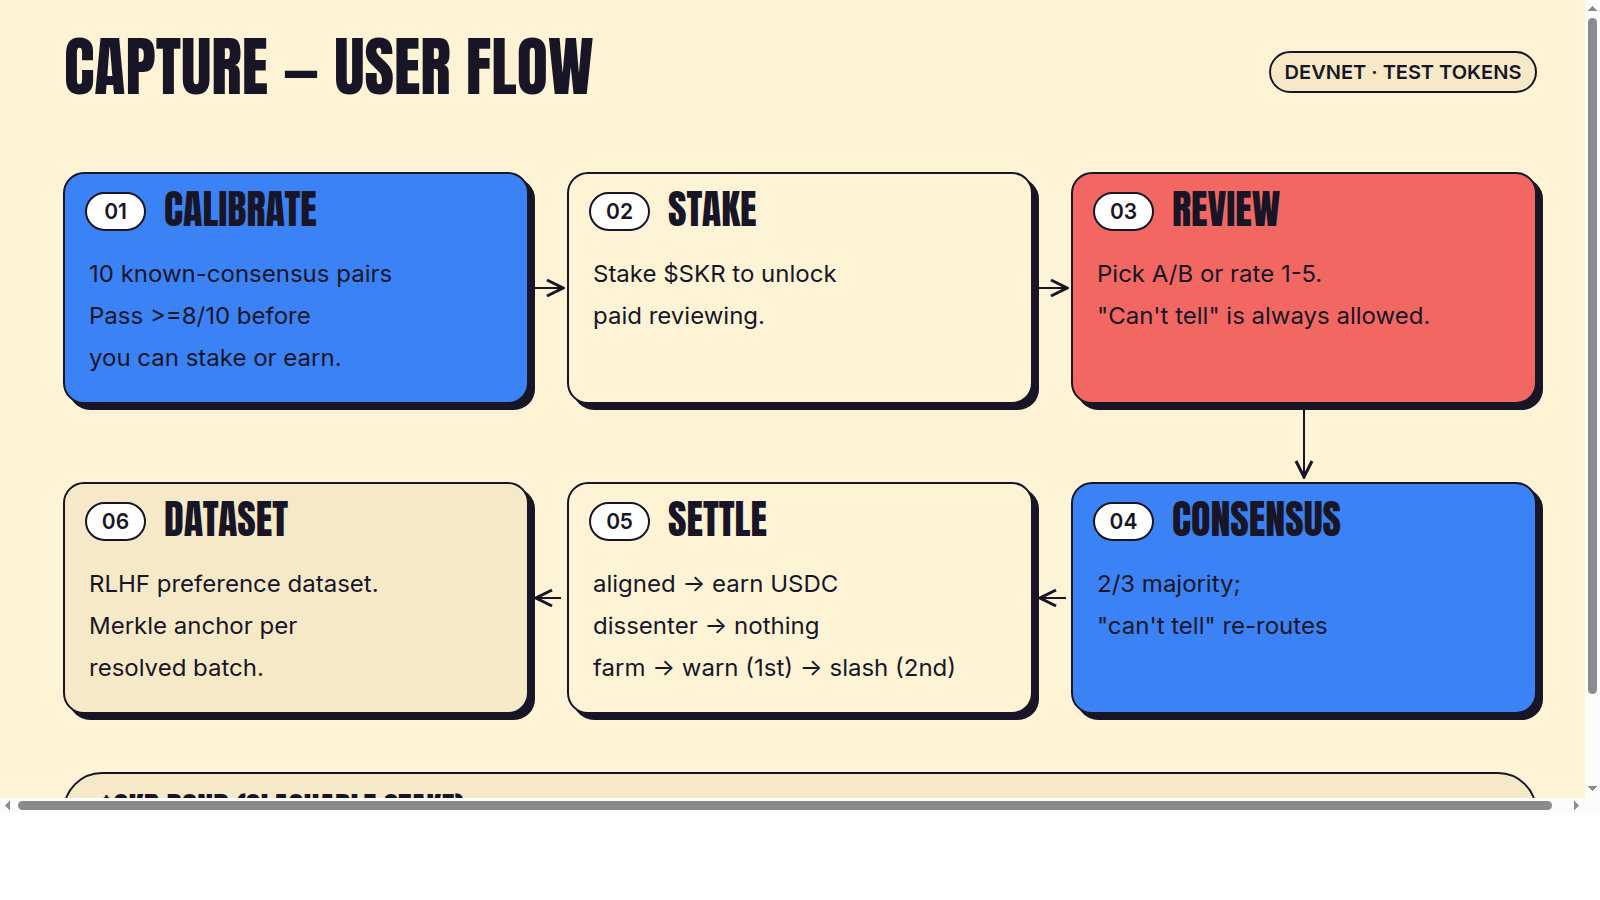 CAPTURE – USER FLOW
DEVNET · TEST TOKENS
01 CALIBRATE
10 known-consensus pairs
Pass >=8/10 before
you can stake or earn.
02 STAKE
Stake $SKR to unlock
paid reviewing.
03 REVIEW
Pick A/B or rate 1-5.
"Can't tell" is always allowed.
04 CONSENSUS
2/3 majority;
"can't tell" re-routes
05 SETTLE
aligned → earn USDC
dissenter → nothing
farm → warn (1st) → slash (2nd)
06 DATASET
RLHF preference dataset.
Merkle anchor per
resolved batch.